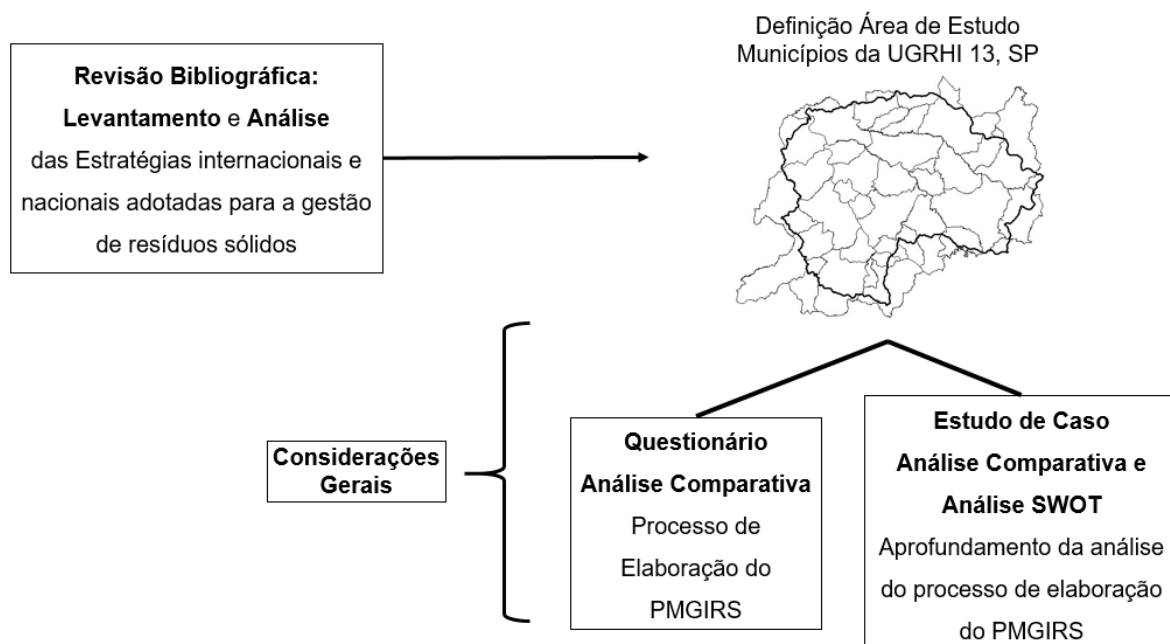 Revisão Bibliográfica:
Levantamento e Análise
das Estratégias internacionais e
nacionais adotadas para a gestão
de resíduos sólidos
Definição Área de Estudo
Municípios da UGRHI 13, SP
Considerações
Gerais
Questionário
Análise Comparativa
Processo de
Elaboração do
PMGIRS
Estudo de Caso
Análise Comparativa e
Análise SWOT
Aprofundamento da análise
do processo de elaboração
do PMGIRS